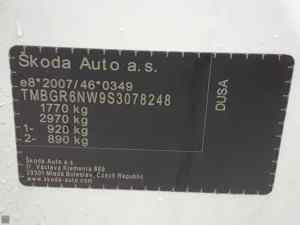 Škoda Auto a.s.
e8*2007/46*0349
TMBGR6NW9S3078248
1770 kg
2970 kg
1- 920 kg
2- 890 kg
DUSA
Škoda Auto a.s.
tř. Václava Klementa 869
29301 Mladá Boleslav, Czech Republic
www.skoda-auto.com